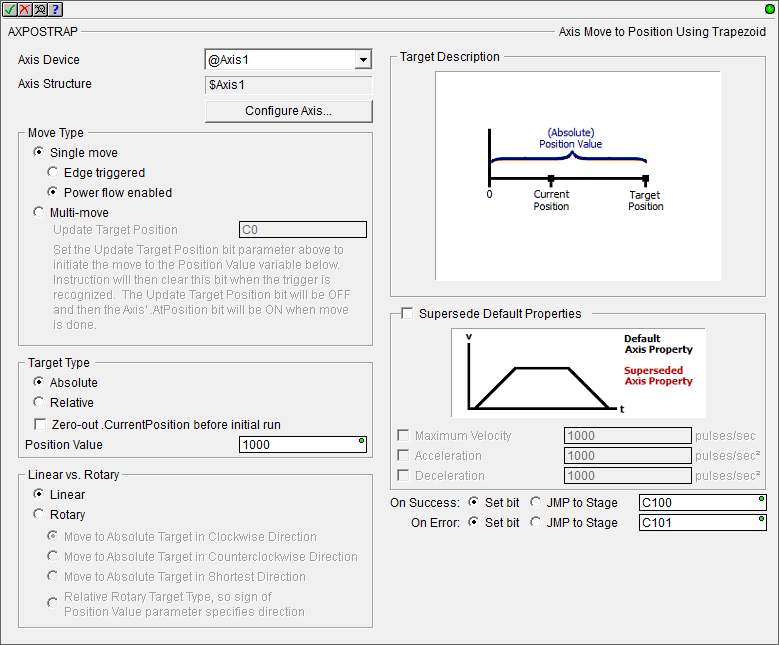 AXPOSTRAP
Axis Move to Position Using Trapezoid
Axis Device
@Axis1
Axis Structure
$Axis1
Configure Axis...
Move Type
Single move
Edge triggered
Power flow enabled
Multi-move
Update Target Position
C0
Set the Update Target Position bit parameter above to
initiate the move to the Position Value variable below.
Instruction will then clear this bit when the trigger is
recognized. The Update Target Position bit will be OFF
and then the Axis' .AtPosition bit will be ON when move
is done.
Target Type
Absolute
Relative
Zero-out .CurrentPosition before initial run
Position Value
1000
Linear vs. Rotary
Linear
Rotary
Move to Absolute Target in Clockwise Direction
Move to Absolute Target in Counterclockwise Direction
Move to Absolute Target in Shortest Direction
Relative Rotary Target Type, so sign of
Position Value parameter specifies direction
Target Description
(Absolute)
Position Value
0
Current
Position
Target
Position
Supersede Default Properties
v
t
Default
Axis Property
Superseded
Axis Property
Maximum Velocity
1000
pulses/sec
Acceleration
1000
pulses/sec²
Deceleration
1000
pulses/sec²
On Success:
Set bit
JMP to Stage
C100
On Error:
Set bit
JMP to Stage
C101